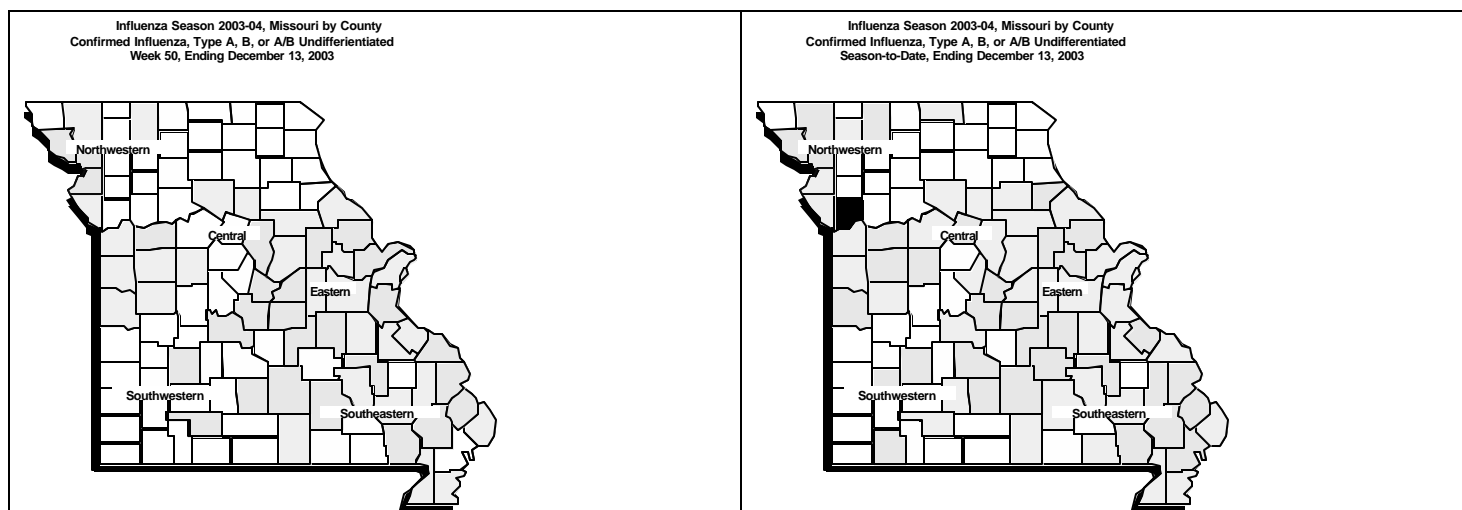 Influenza Season 2003-04, Missouri by County
Confirmed Influenza, Type A, B, or A/B Undifferientiated
Week 50, Ending December 13, 2003
Northwestern
Central
Eastern
Southwestern
Southeastern
Influenza Season 2003-04, Missouri by County
Confirmed Influenza, Type A, B, or A/B Undifferentiated
Season-to-Date, Ending December 13, 2003
Northwestern
Central
Eastern
Southwestern
Southeastern